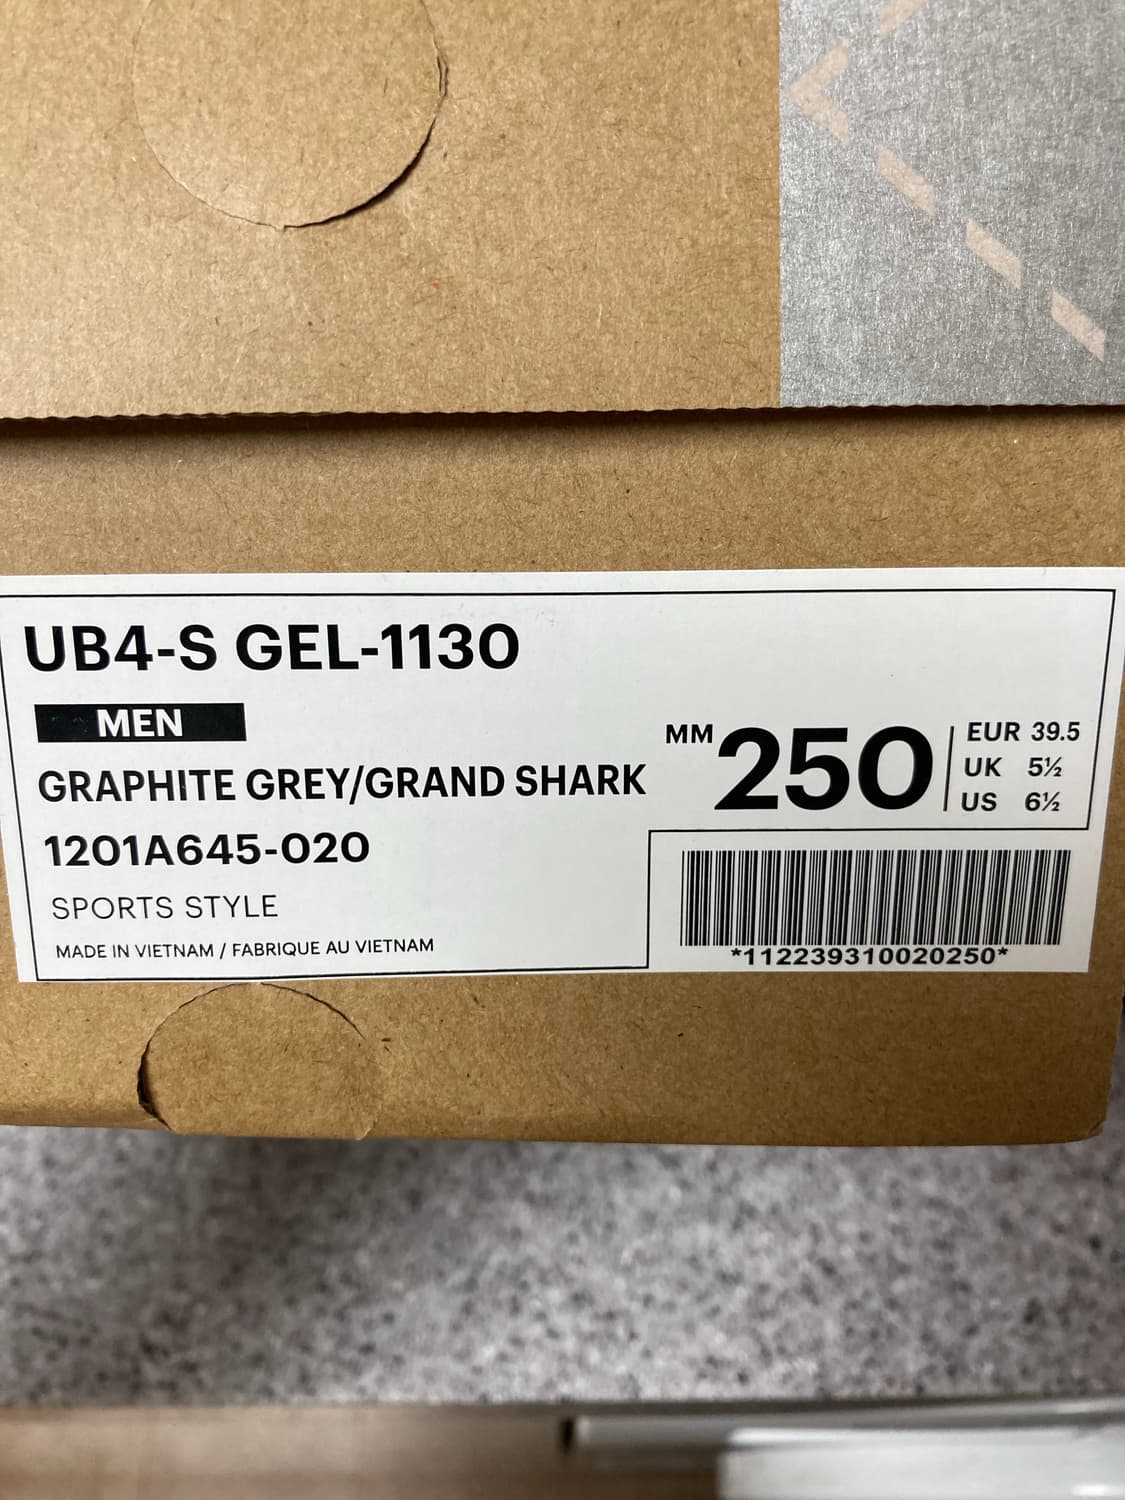 UB4-S GEL-1130
MEN
GRAPHITE GREY/GRAND SHARK
1201A645-020
SPORTS STYLE
MADE IN VIETNAM / FABRIQUE AU VIETNAM
MM 250
EUR 39.5
UK 5½
US 6½
*112239310020250*